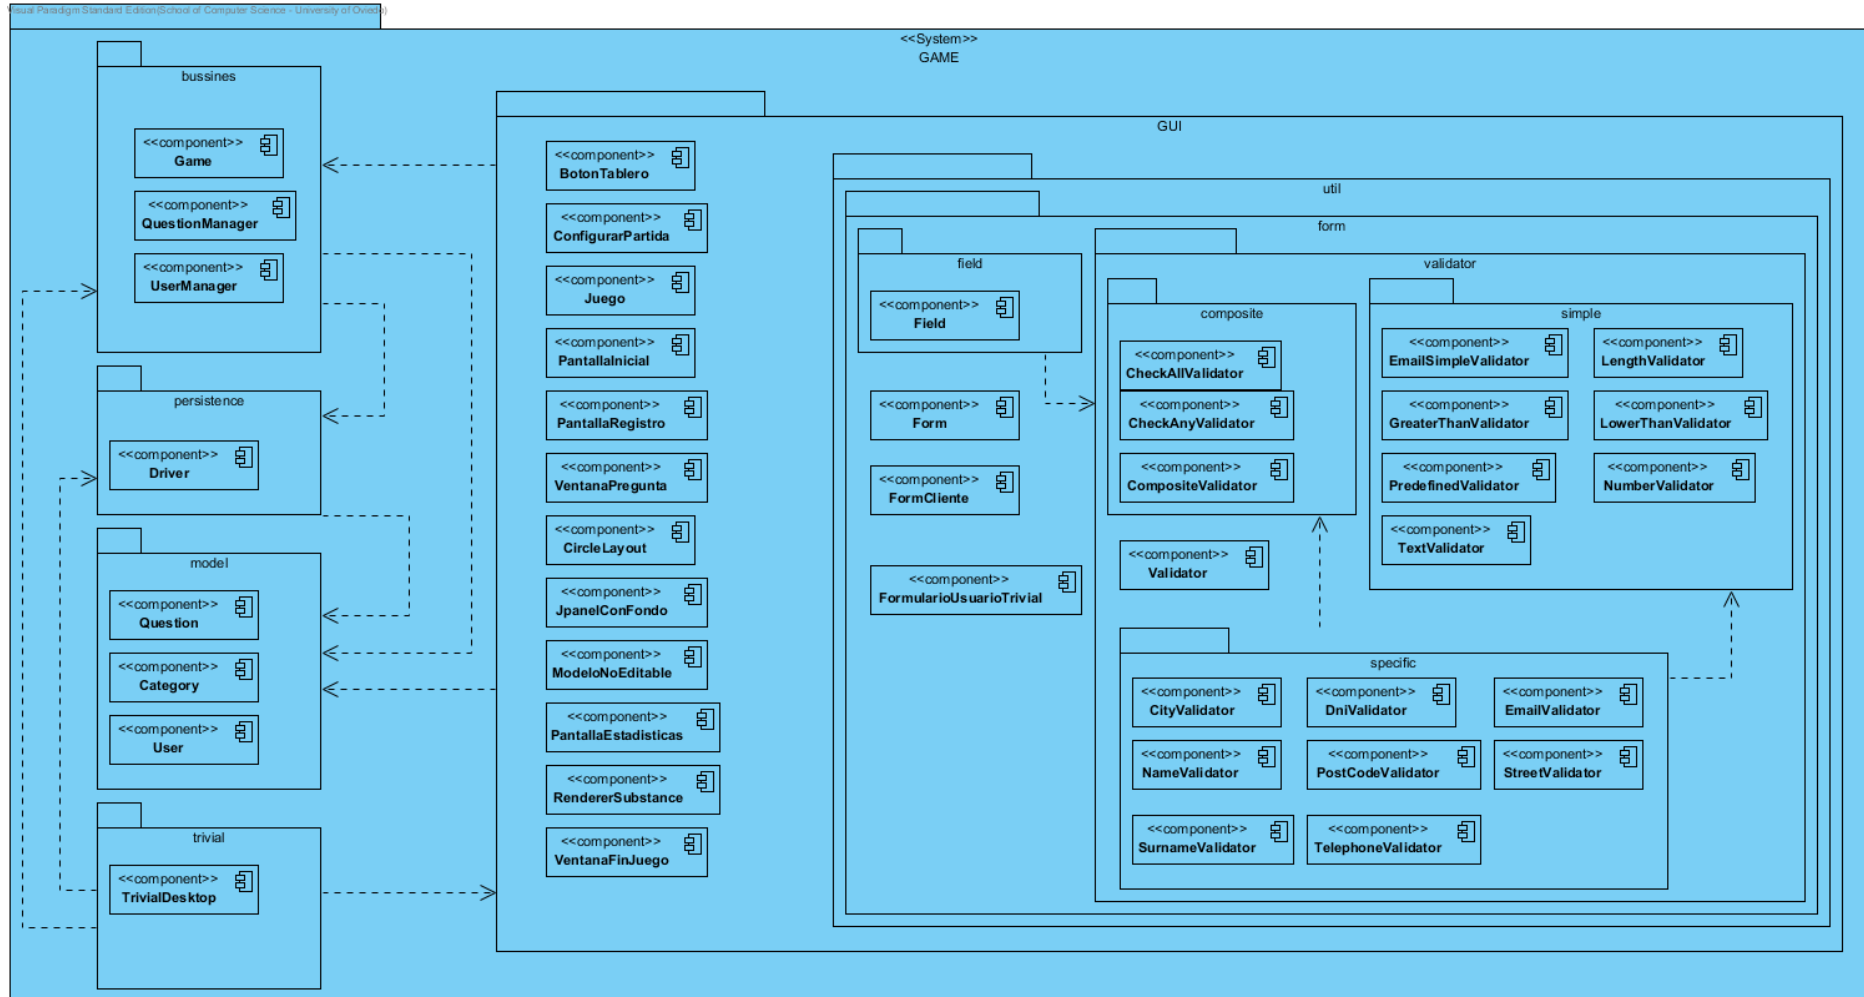 Visual Paradigm Standard Edition(School of Computer Science - University of Oviedo)
<<System>>
GAME
bussines
<<component>>
Game
<<component>>
QuestionManager
<<component>>
UserManager
persistence
<<component>>
Driver
model
<<component>>
Question
<<component>>
Category
<<component>>
User
trivial
<<component>>
TrivialDesktop
GUI
<<component>>
BotonTablero
<<component>>
ConfigurarPartida
<<component>>
Juego
<<component>>
PantallaInicial
<<component>>
PantallaRegistro
<<component>>
VentanaPregunta
<<component>>
CircleLayout
<<component>>
JpanelConFondo
<<component>>
ModeloNoEditable
<<component>>
PantallaEstadisticas
<<component>>
RendererSubstance
<<component>>
VentanaFinJuego
util
form
field
<<component>>
Field
<<component>>
Form
<<component>>
FormCliente
<<component>>
FormularioUsuarioTrivial
validator
composite
<<component>>
CheckAllValidator
<<component>>
CheckAnyValidator
<<component>>
CompositeValidator
<<component>>
Validator
simple
<<component>>
EmailSimpleValidator
<<component>>
LengthValidator
<<component>>
GreaterThanValidator
<<component>>
LowerThanValidator
<<component>>
PredefinedValidator
<<component>>
NumberValidator
<<component>>
TextValidator
specific
<<component>>
CityValidator
<<component>>
DniValidator
<<component>>
EmailValidator
<<component>>
NameValidator
<<component>>
PostCodeValidator
<<component>>
StreetValidator
<<component>>
SurnameValidator
<<component>>
TelephoneValidator